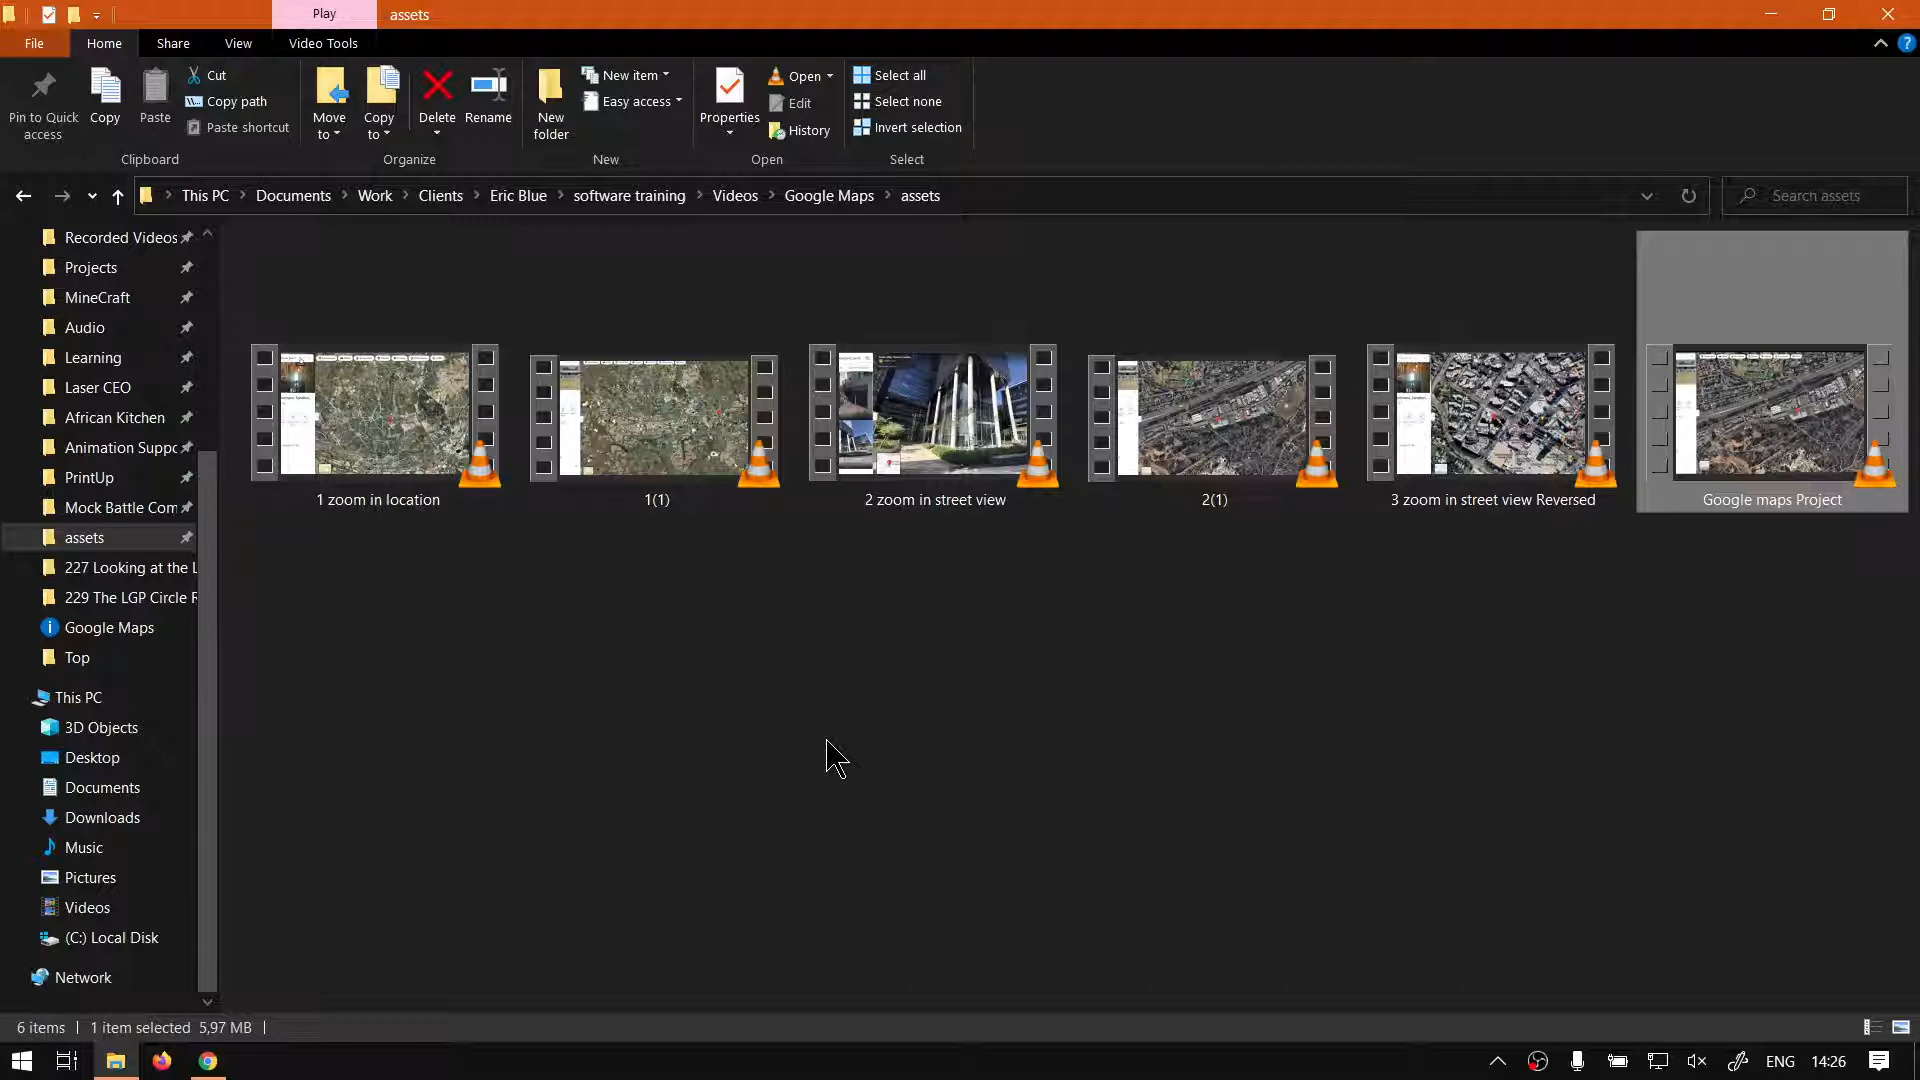 Play
assets
File
Home
Share
View
Video Tools
Pin to Quick access
Copy
Paste
Cut
Copy path
Paste shortcut
Clipboard
Move to
Copy to
Delete
Rename
Organize
New folder
New item
Easy access
New
Properties
Open
Edit
History
Open
Select all
Select none
Invert selection
Select
This PC
Documents
Work
Clients
Eric Blue
software training
Videos
Google Maps
assets
Search assets
Recorded Videos
Projects
MineCraft
Audio
Learning
Laser CEO
African Kitchen
Animation Suppo
PrintUp
Mock Battle Com
assets
227 Looking at the L
229 The LGP Circle R
Google Maps
Top
This PC
3D Objects
Desktop
Documents
Downloads
Music
Pictures
Videos
(C:) Local Disk
Network
1 zoom in location
1(1)
2 zoom in street view
2(1)
3 zoom in street view Reversed
Google maps Project
6 items
1 item selected 5,97 MB
ENG
14:26